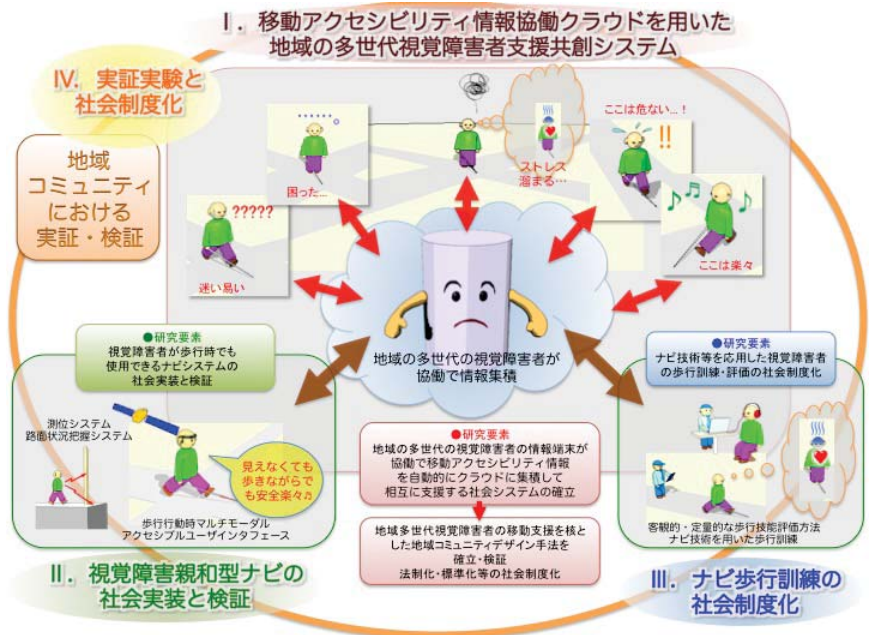 Ⅰ．移動アクセシビリティ情報協働クラウドを用いた
地域の多世代視覚障害者支援共創システム
Ⅳ．実証実験と
社会制度化
地域
コミュニティ
における
実証・検証
・・・・・・。
困った…
ストレス
溜まる…
ここは危ない…！
!!
?????
迷い易い
ここは楽々
地域の多世代の視覚障害者が
協働で情報集積
●研究要素
視覚障害者が歩行時でも
使用できるナビシステムの
社会実装と検証
測位システム
路面状況把握システム
見えなくても
歩きながらで
も安全楽々♫
歩行行動時マルチモーダル
アクセシブルユーザインタフェース
●研究要素
地域の多世代の視覚障害者の情報端末が
協働で移動アクセシビリティ情報
を自動的にクラウドに集積して
相互に支援する社会システムの確立
地域多世代視覚障害者の移動支援を核と
した地域コミュニティデザイン手法を
確立・検証
法制化・標準化等の社会制度化
●研究要素
ナビ技術等を応用した視覚障害者
の歩行訓練・評価の社会制度化
客観的・定量的な歩行技能評価方法
ナビ技術を用いた歩行訓練
Ⅱ．視覚障害親和型ナビの
社会実装と検証
Ⅲ．ナビ歩行訓練の
社会制度化